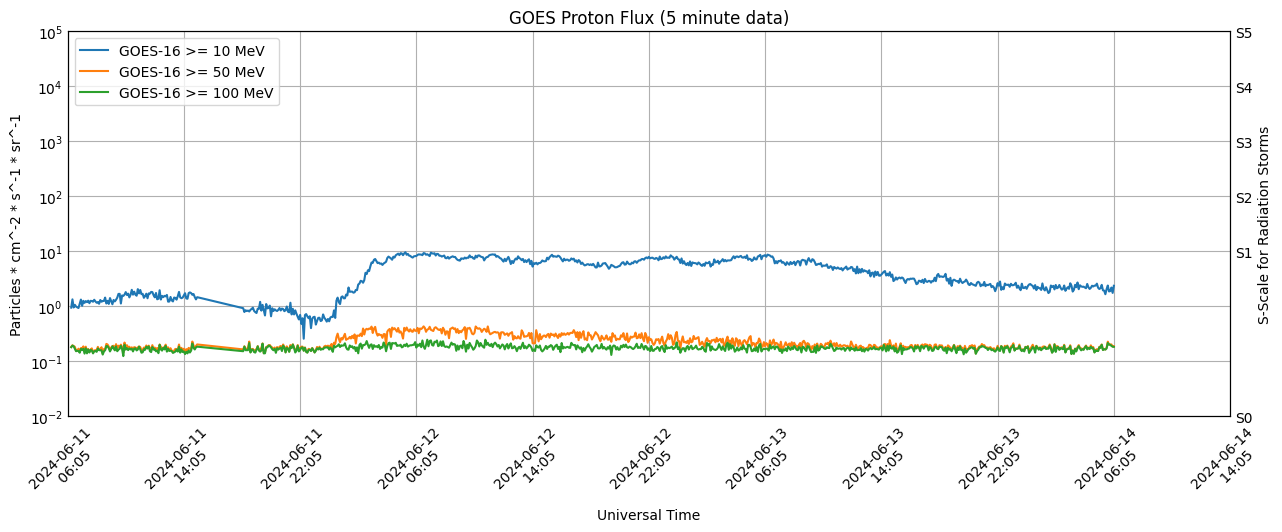 GOES Proton Flux (5 minute data)
GOES-16 >= 10 MeV
GOES-16 >= 50 MeV
GOES-16 >= 100 MeV
Particles * cm^-2 * s^-1 * sr^-1
10^5
10^4
10^3
10^2
10^1
10^0
10^-1
10^-2
S5
S4
S3
S2
S1
S0
S-Scale for Radiation Storms
2024-06-11
06:05
2024-06-11
14:05
2024-06-11
22:05
2024-06-12
06:05
2024-06-12
14:05
2024-06-12
22:05
2024-06-13
06:05
2024-06-13
14:05
2024-06-13
22:05
2024-06-14
06:05
2024-06-14
14:05
Universal Time